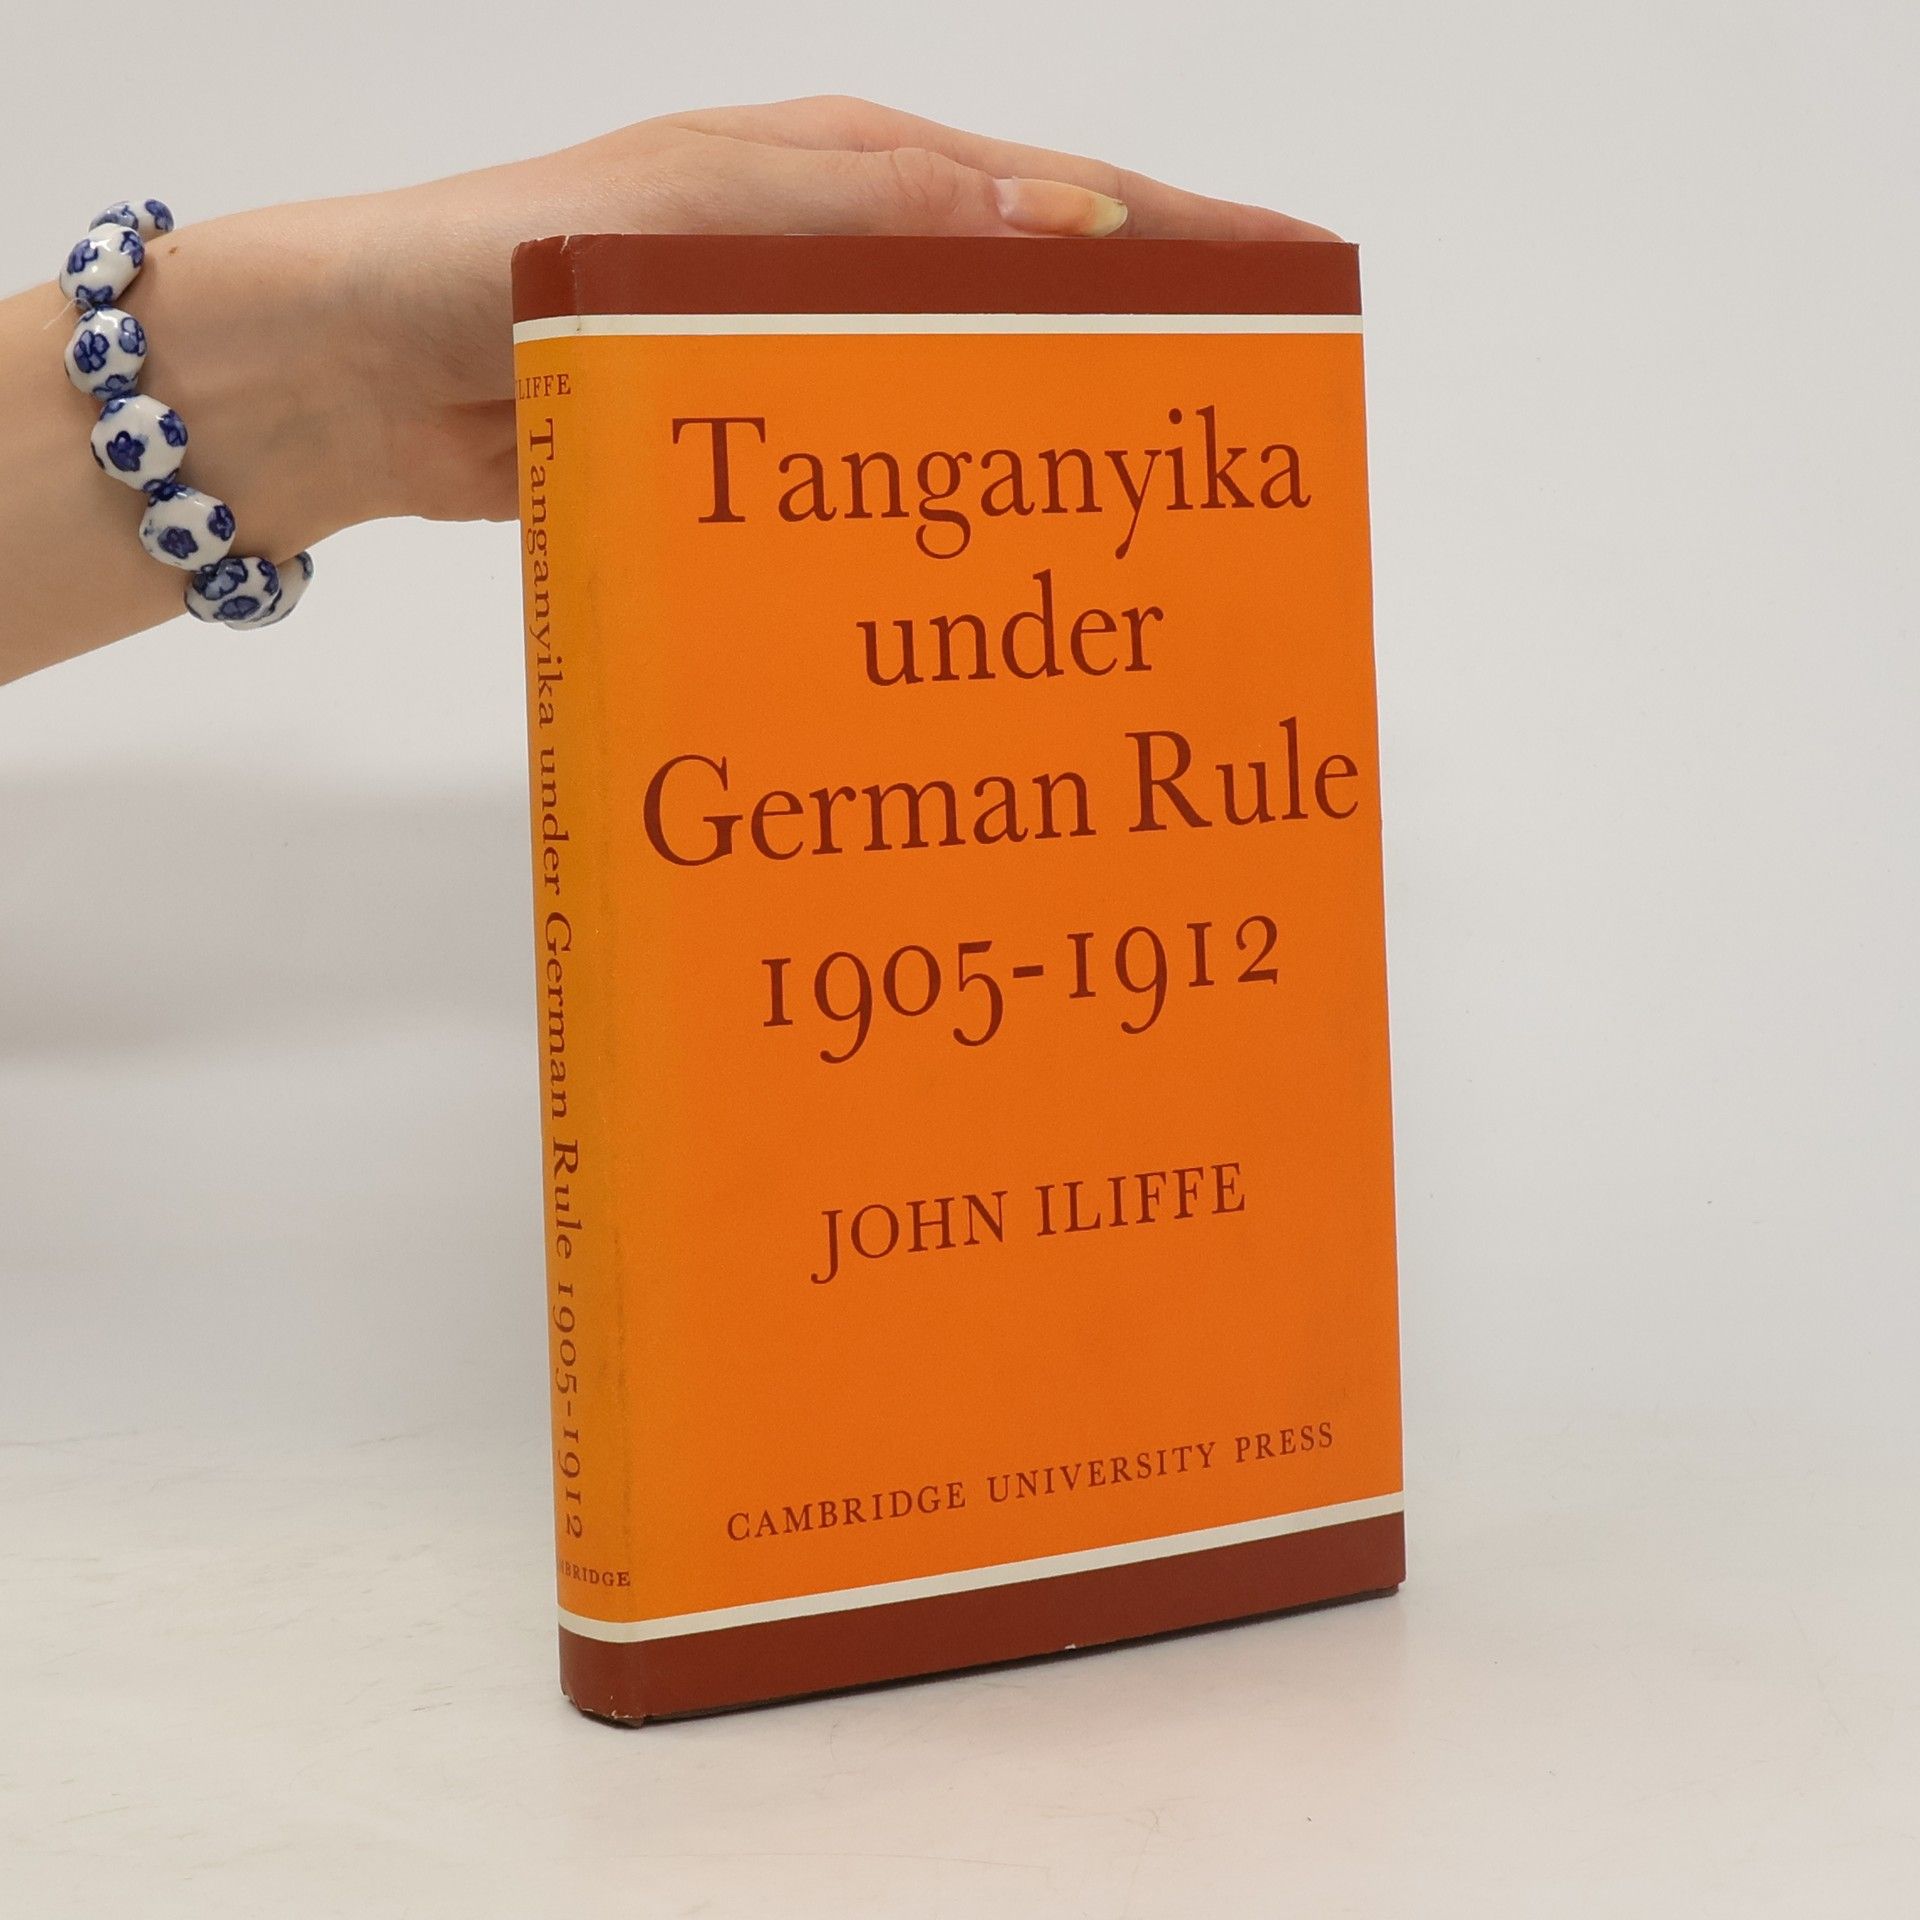 Tanganyika
under
German Rule
1905-1912
JOHN ILIFFE
CAMBRIDGE UNIVERSITY PRESS
ILIFFE
Tanganyika under German Rule 1905-1912